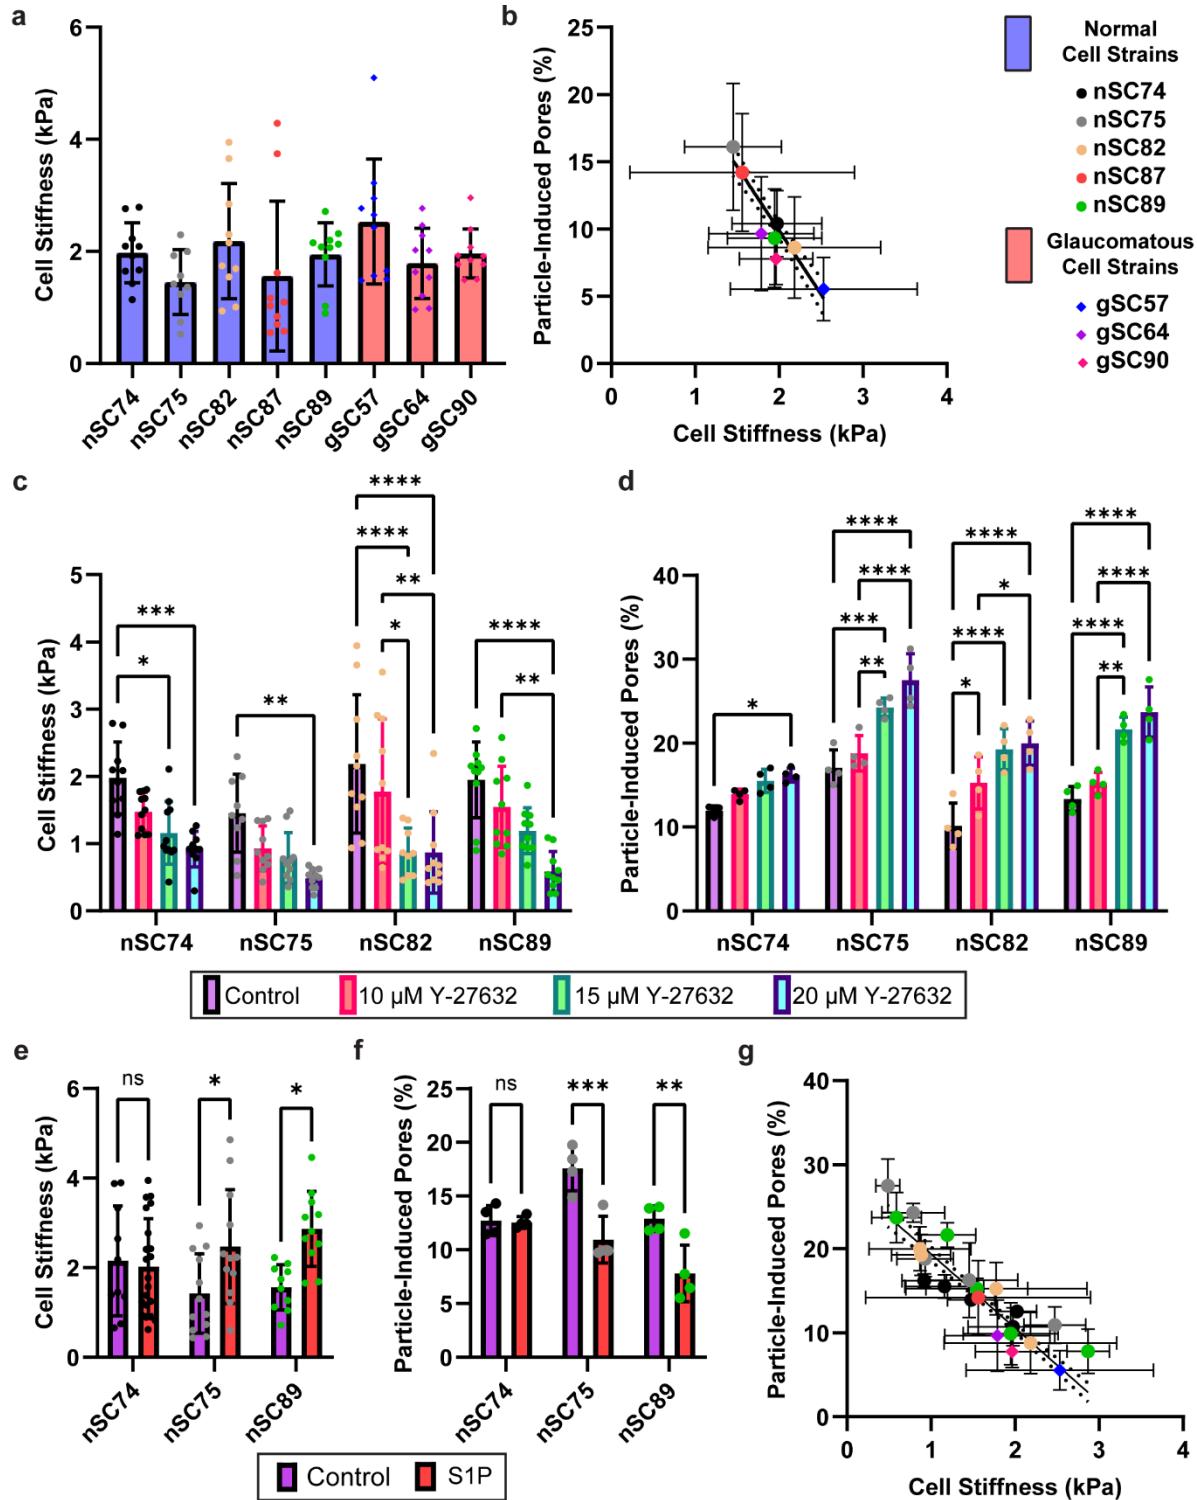 a
Cell Stiffness (kPa)
6
4
2
0
nSC74
nSC75
nSC82
nSC87
nSC89
gSC57
gSC64
gSC90
b
Particle-Induced Pores (%)
25
20
15
10
5
0
0 1 2 3 4
Cell Stiffness (kPa)
Normal
Cell Strains
nSC74
nSC75
nSC82
nSC87
nSC89
Glaucomatous
Cell Strains
gSC57
gSC64
gSC90
c
Cell Stiffness (kPa)
5
4
3
2
1
0
***
*
**
****
****
**
*
****
**
nSC74 nSC75 nSC82 nSC89
d
Particle-Induced Pores (%)
40
30
20
10
0
*
****
****
***
**
****
*
****
*
****
****
****
**
nSC74 nSC75 nSC82 nSC89
Control 10 µM Y-27632 15 µM Y-27632 20 µM Y-27632
e
Cell Stiffness (kPa)
6
4
2
0
ns * *
nSC74
nSC75
nSC89
f
Particle-Induced Pores (%)
25
20
15
10
5
0
ns *** **
nSC74
nSC75
nSC89
Control S1P
g
Particle-Induced Pores (%)
40
30
20
10
0
0 1 2 3 4
Cell Stiffness (kPa)